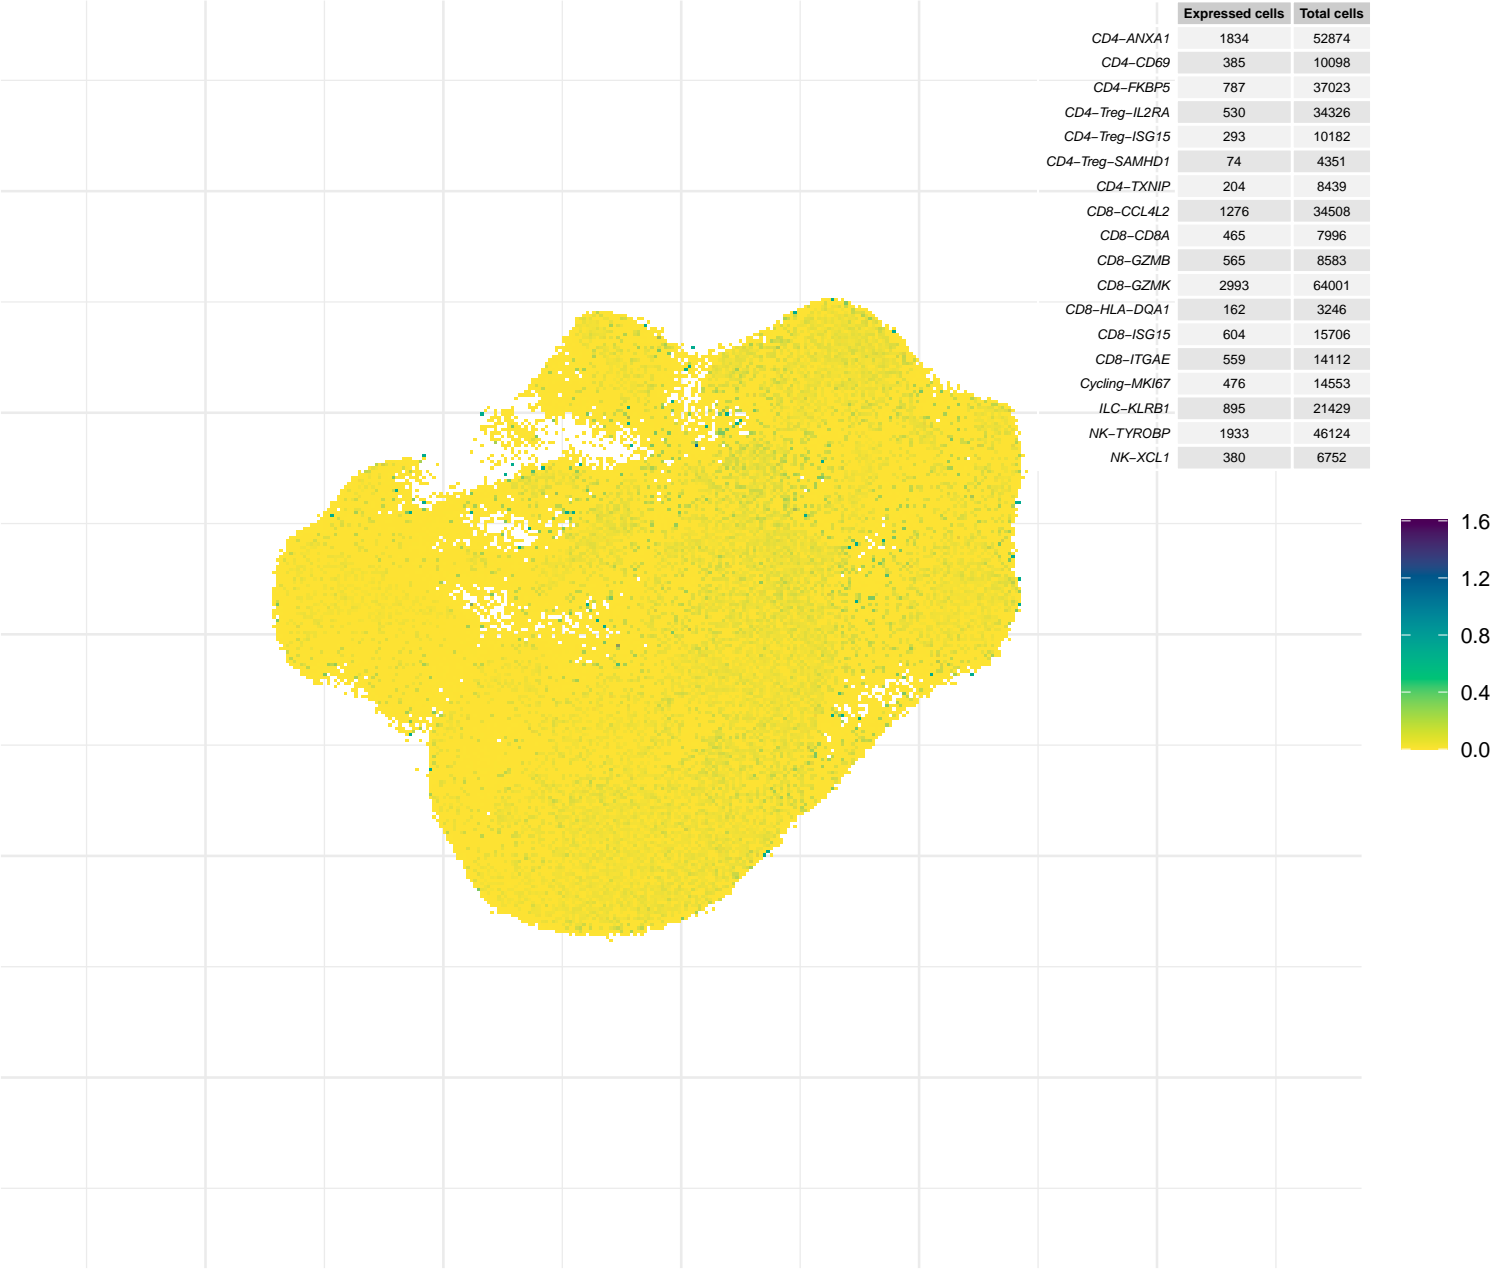 Expressed cells Total cells
CD4−ANXA1 1834 52874
CD4−CD69 385 10098
CD4−FKBP5 787 37023
CD4−Treg−IL2RA 530 34326
CD4−Treg−ISG15 293 10182
CD4−Treg−SAMHD1 74 4351
CD4−TXNIP 204 8439
CD8−CCL4L2 1276 34508
CD8−CD8A 465 7996
CD8−GZMB 565 8583
CD8−GZMK 2993 64001
CD8−HLA−DQA1 162 3246
CD8−ISG15 604 15706
CD8−ITGAE 559 14112
Cycling−MKI67 476 14553
ILC−KLRB1 895 21429
NK−TYROBP 1933 46124
NK−XCL1 380 6752
1.6
1.2
0.8
0.4
0.0